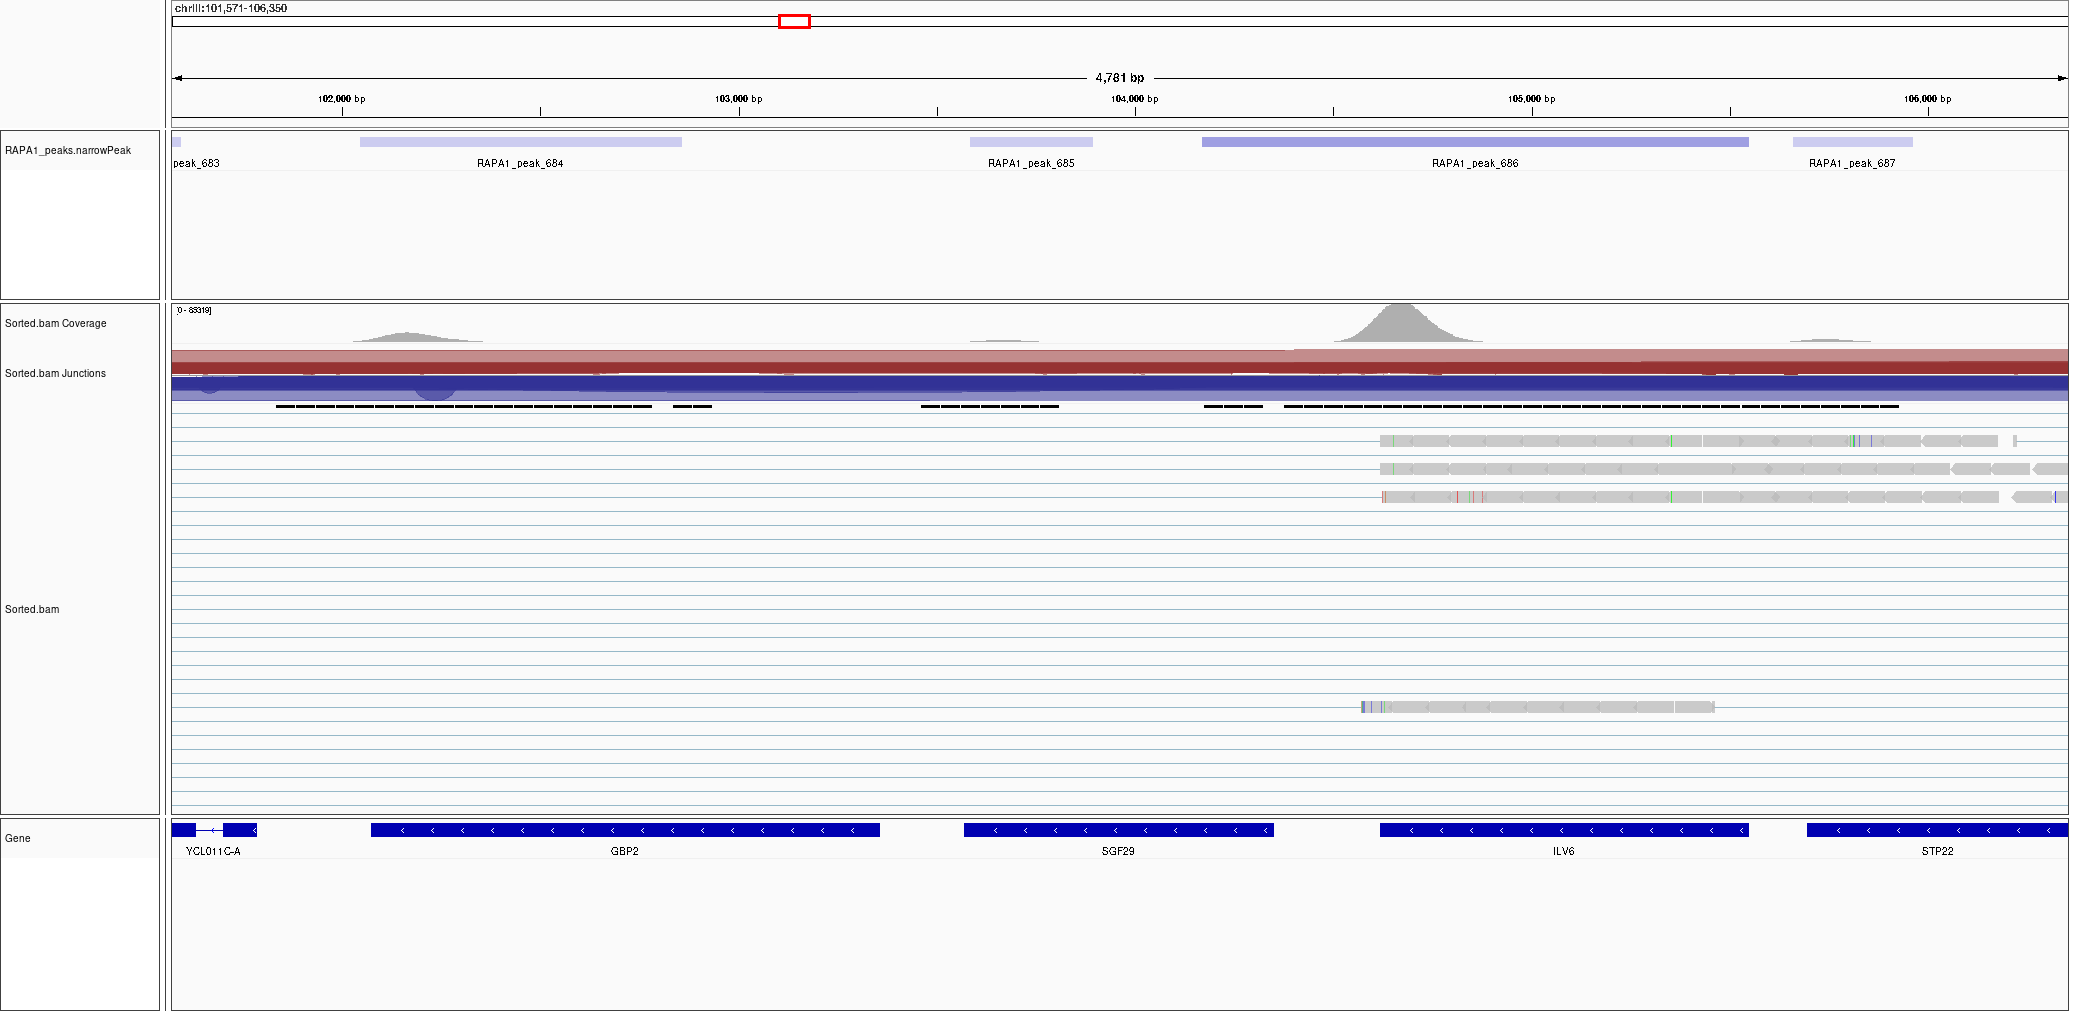 chrIII:101,571-106,350
4,781 bp
102,000 bp 103,000 bp 104,000 bp 105,000 bp 106,000 bp
RAPA1_peaks.narrowPeak
peak_683 RAPA1_peak_684 RAPA1_peak_685 RAPA1_peak_686 RAPA1_peak_687
[0 - 89319]
Sorted.bam Coverage
Sorted.bam Junctions
Sorted.bam
Gene
YCL011C-A GBP2 SGF29 ILV6 STP22